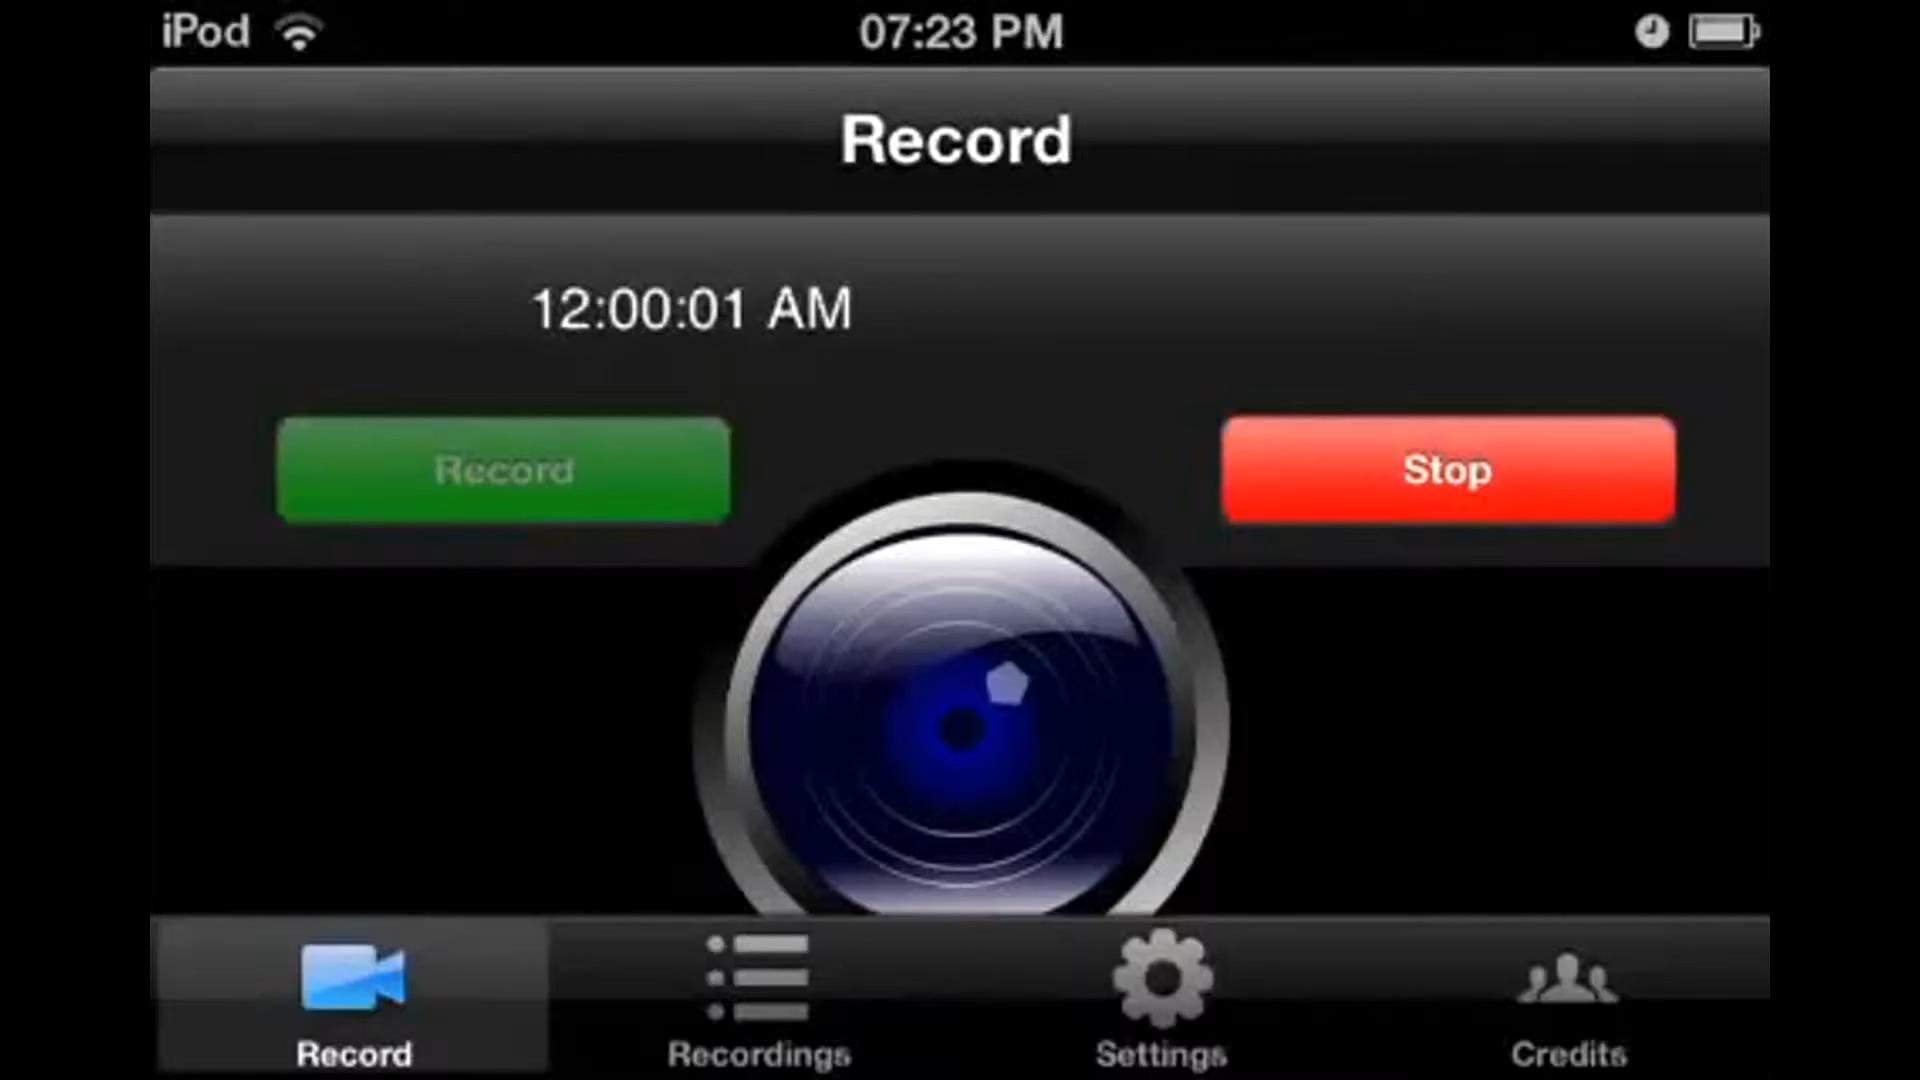 iPod 07:23 PM
Record
12:00:01 AM
Record Stop
Record Recordings Settings Credits